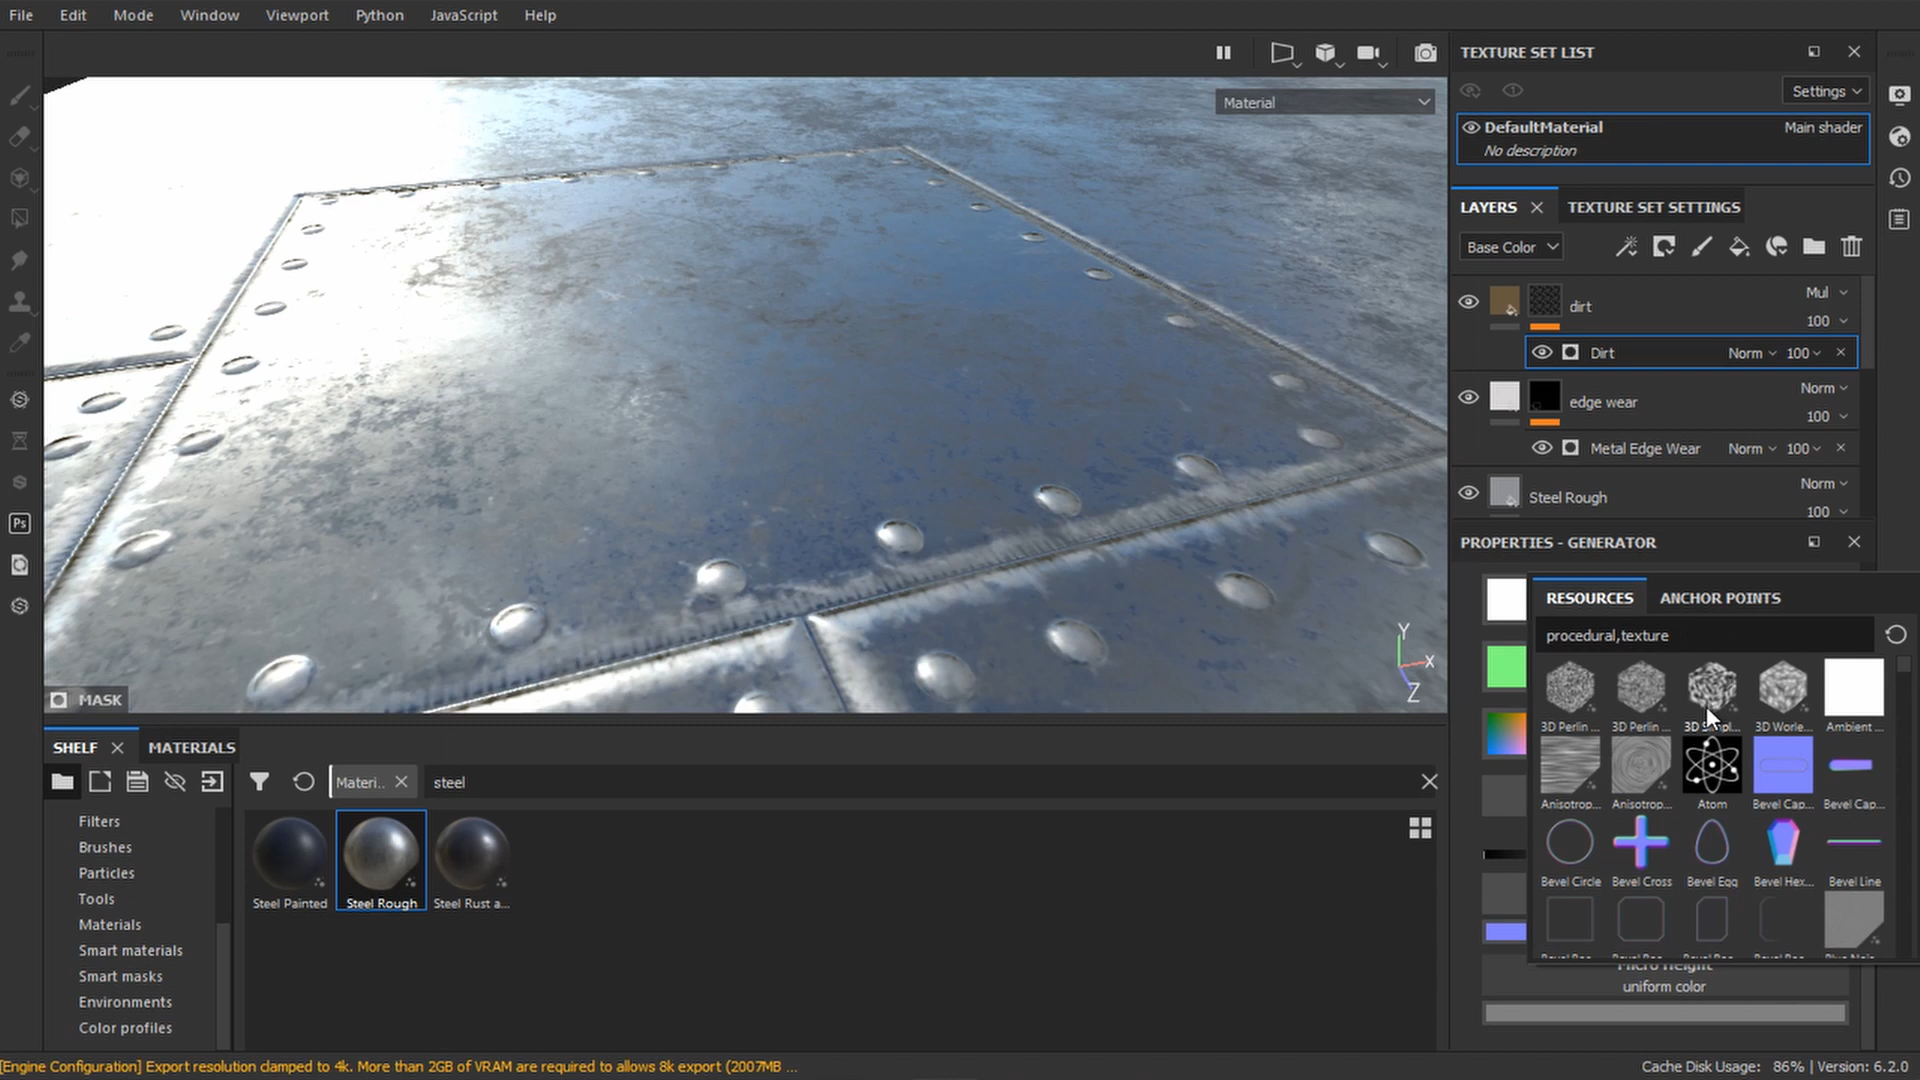 File Edit Mode Window Viewport Python JavaScript Help
TEXTURE SET LIST
Settings
Material
DefaultMaterial Main shader
No description
LAYERS TEXTURE SET SETTINGS
Base Color
dirt Mul
100
Dirt Norm 100
edge wear Norm
100
Metal Edge Wear Norm 100
Steel Rough Norm
100
PROPERTIES - GENERATOR
RESOURCES ANCHOR POINTS
procedural,texture
3D Perlin ... 3D Perlin ... 3D Simpl... 3D Worle... Ambient ...
Anisotrop... Anisotrop... Atom Bevel Cap... Bevel Cap...
Bevel Circle Bevel Cross Bevel Egg Bevel Hex... Bevel Line
Micro Height
uniform color
Y
X
Z
MASK
Ps
SHELF MATERIALS
Materi.. steel
Filters
Brushes
Particles
Tools
Materials
Smart materials
Smart masks
Environments
Color profiles
Steel Painted Steel Rough Steel Rust a...
[Engine Configuration] Export resolution clamped to 4k. More than 2GB of VRAM are required to allows 8k export (2007MB ...
Cache Disk Usage: 86% | Version: 6.2.0